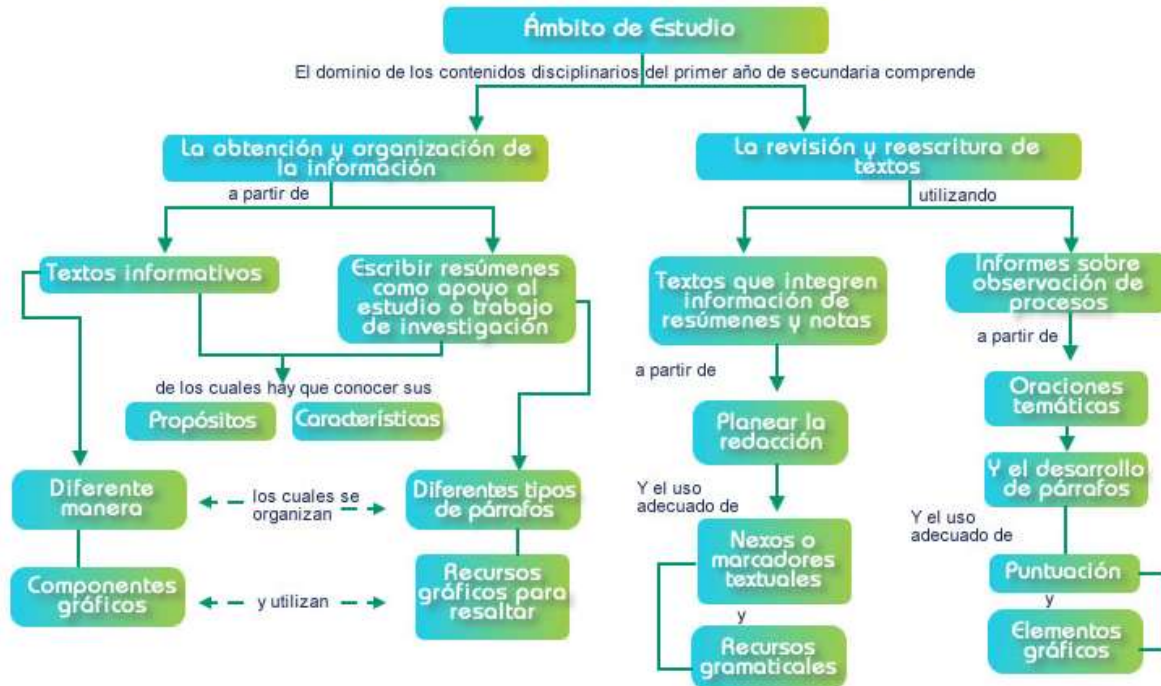 Ámbito de Estudio
El dominio de los contenidos disciplinarios del primer año de secundaria comprende
La obtención y organización de
la información
a partir de
Textos informativos
Escribir resúmenes
como apoyo al
estudio o trabajo
de investigación
de los cuales hay que conocer sus
Propósitos
Características
Diferente
manera
los cuales se
organizan
Diferentes tipos
de párrafos
Componentes
gráficos
y utilizan
Recursos
gráficos para
resaltar
La revisión y reescritura de
textos
utilizando
Textos que integren
información de
resúmenes y notas
a partir de
Planear la
redacción
Y el uso
adecuado de
Nexos o
marcadores
textuales
y
Recursos
gramaticales
Informes sobre
observación de
procesos
a partir de
Oraciones
temáticas
Y el desarrollo
de párrafos
Y el uso
adecuado de
Puntuación
y
Elementos
gráficos